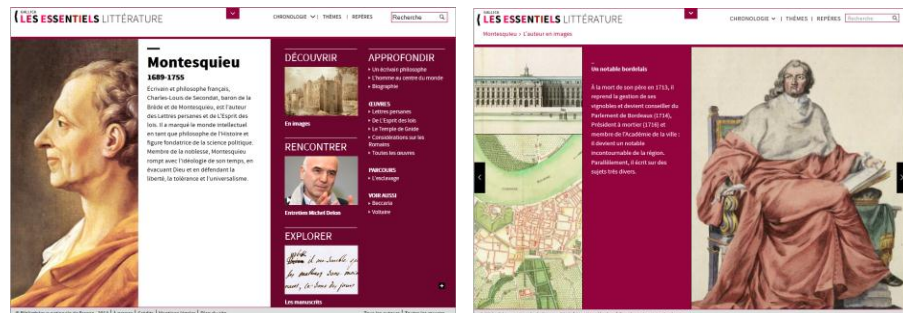 GALLICA
LES ESSENTIELS LITTÉRATURE
CHRONOLOGIE | THÈMES | REPÈRES
Recherche
Montesquieu
1689-1755
Écrivain et philosophe français,
Charles-Louis de Secondat, baron de la
Brède et de Montesquieu, est l'auteur
des Lettres persanes et de L'Esprit des
lois. Il a marqué le monde intellectuel
en tant que philosophe de l'Histoire et
figure fondatrice de la science politique.
Membre de la noblesse, Montesquieu
rompt avec l'idéologie de son temps, en
évacuant Dieu et en défendant la
liberté, la tolérance et l'universalisme.
DÉCOUVRIR
En images
RENCONTRER
Entretien Michel Delon
EXPLORER
Les manuscrits
APPROFONDIR
Un écrivain philosophe
L'homme au centre du monde
Biographie
ŒUVRES
Lettres persanes
De L'Esprit des lois
Le Temple de Gnide
Considérations sur les
Romains
Toutes les œuvres
PARCOURS
L'esclavage
VOIR AUSSI
Beccaria
Voltaire
GALLICA
LES ESSENTIELS LITTÉRATURE
CHRONOLOGIE | THÈMES | REPÈRES
Recherche
Montesquieu > L'auteur en images
Un notable bordelais
À la mort de son père en 1713, il
reprend la gestion de ses
vignobles et devient conseiller du
Parlement de Bordeaux (1714),
Président à mortier (1716) et
membre de l'Académie de la ville :
il devient un notable
incontournable de la région.
Parallèlement, il écrit sur des
sujets très divers.